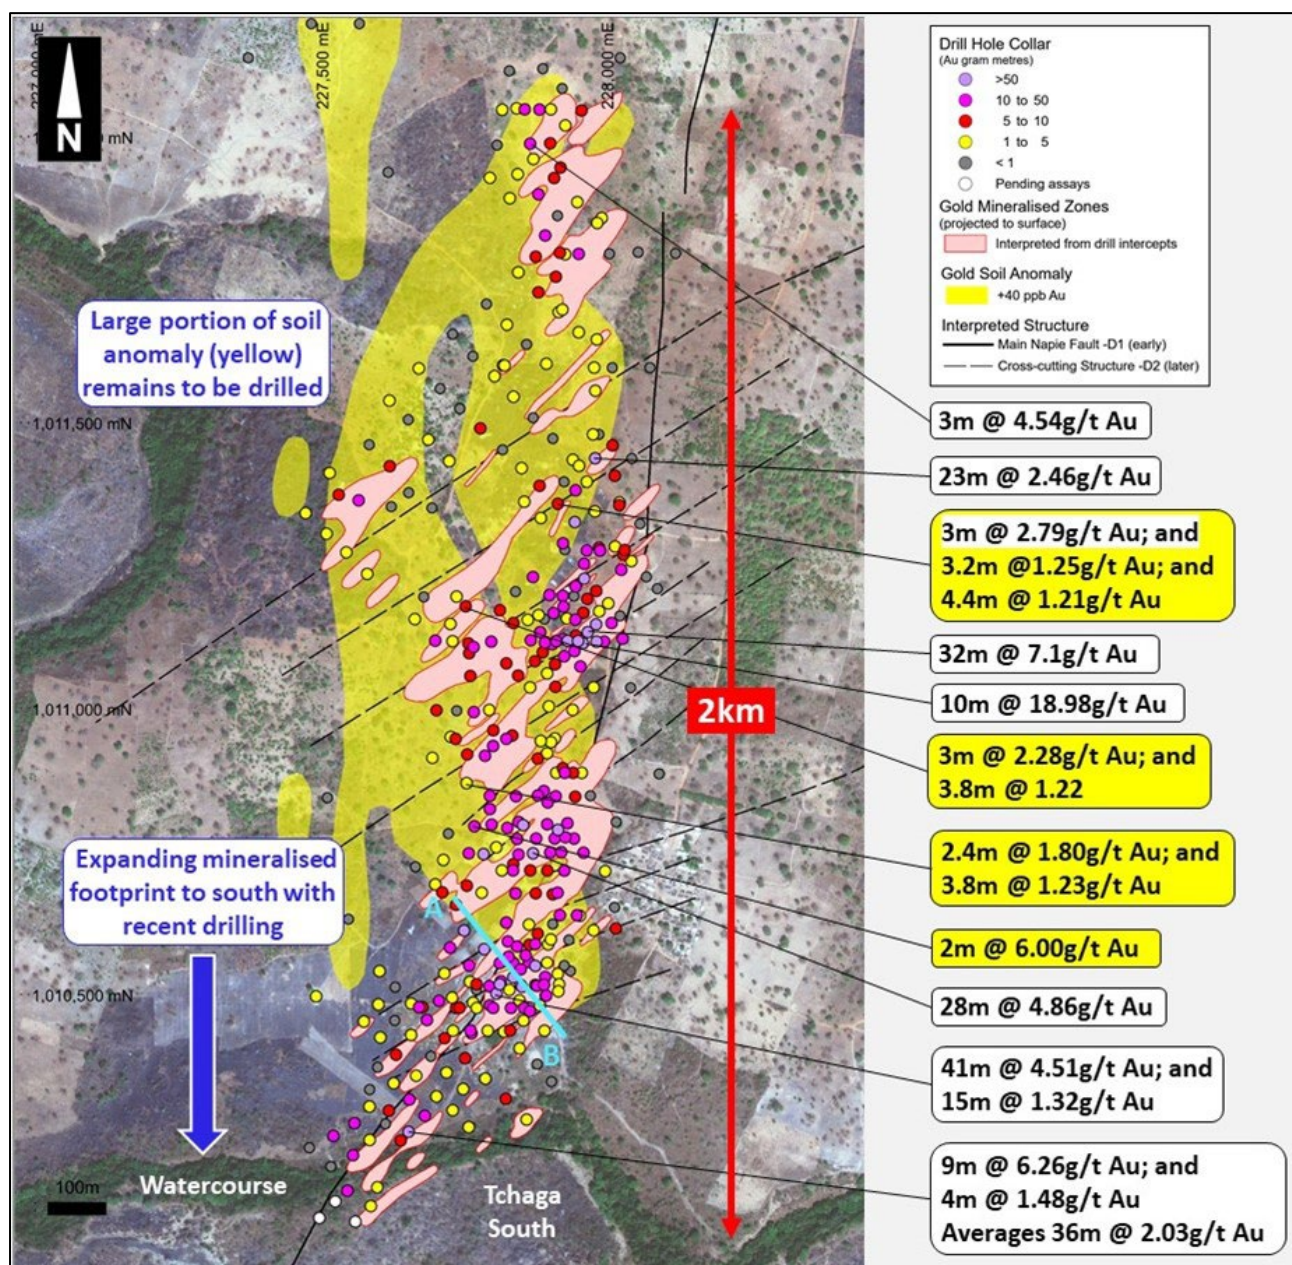 227,000 mE
227,500 mE
228,000 mE
N
mN
Large portion of soil
anomaly (yellow)
remains to be drilled
1,011,500 mN
1,011,000 mN
Expanding mineralised
footprint to south with
recent drilling
1,010,500 mN
A
B
2km
Watercourse
100m
Tchaga
South
Drill Hole Collar
(Au gram metres)
>50
10 to 50
5 to 10
1 to 5
< 1
Pending assays
Gold Mineralised Zones
(projected to surface)
Interpreted from drill intercepts
Gold Soil Anomaly
+40 ppb Au
Interpreted Structure
Main Napie Fault -D1 (early)
Cross-cutting Structure -D2 (later)
3m @ 4.54g/t Au
23m @ 2.46g/t Au
3m @ 2.79g/t Au; and
3.2m @1.25g/t Au; and
4.4m @ 1.21g/t Au
32m @ 7.1g/t Au
10m @ 18.98g/t Au
3m @ 2.28g/t Au; and
3.8m @ 1.22
2.4m @ 1.80g/t Au; and
3.8m @ 1.23g/t Au
2m @ 6.00g/t Au
28m @ 4.86g/t Au
41m @ 4.51g/t Au; and
15m @ 1.32g/t Au
9m @ 6.26g/t Au; and
4m @ 1.48g/t Au
Averages 36m @ 2.03g/t Au